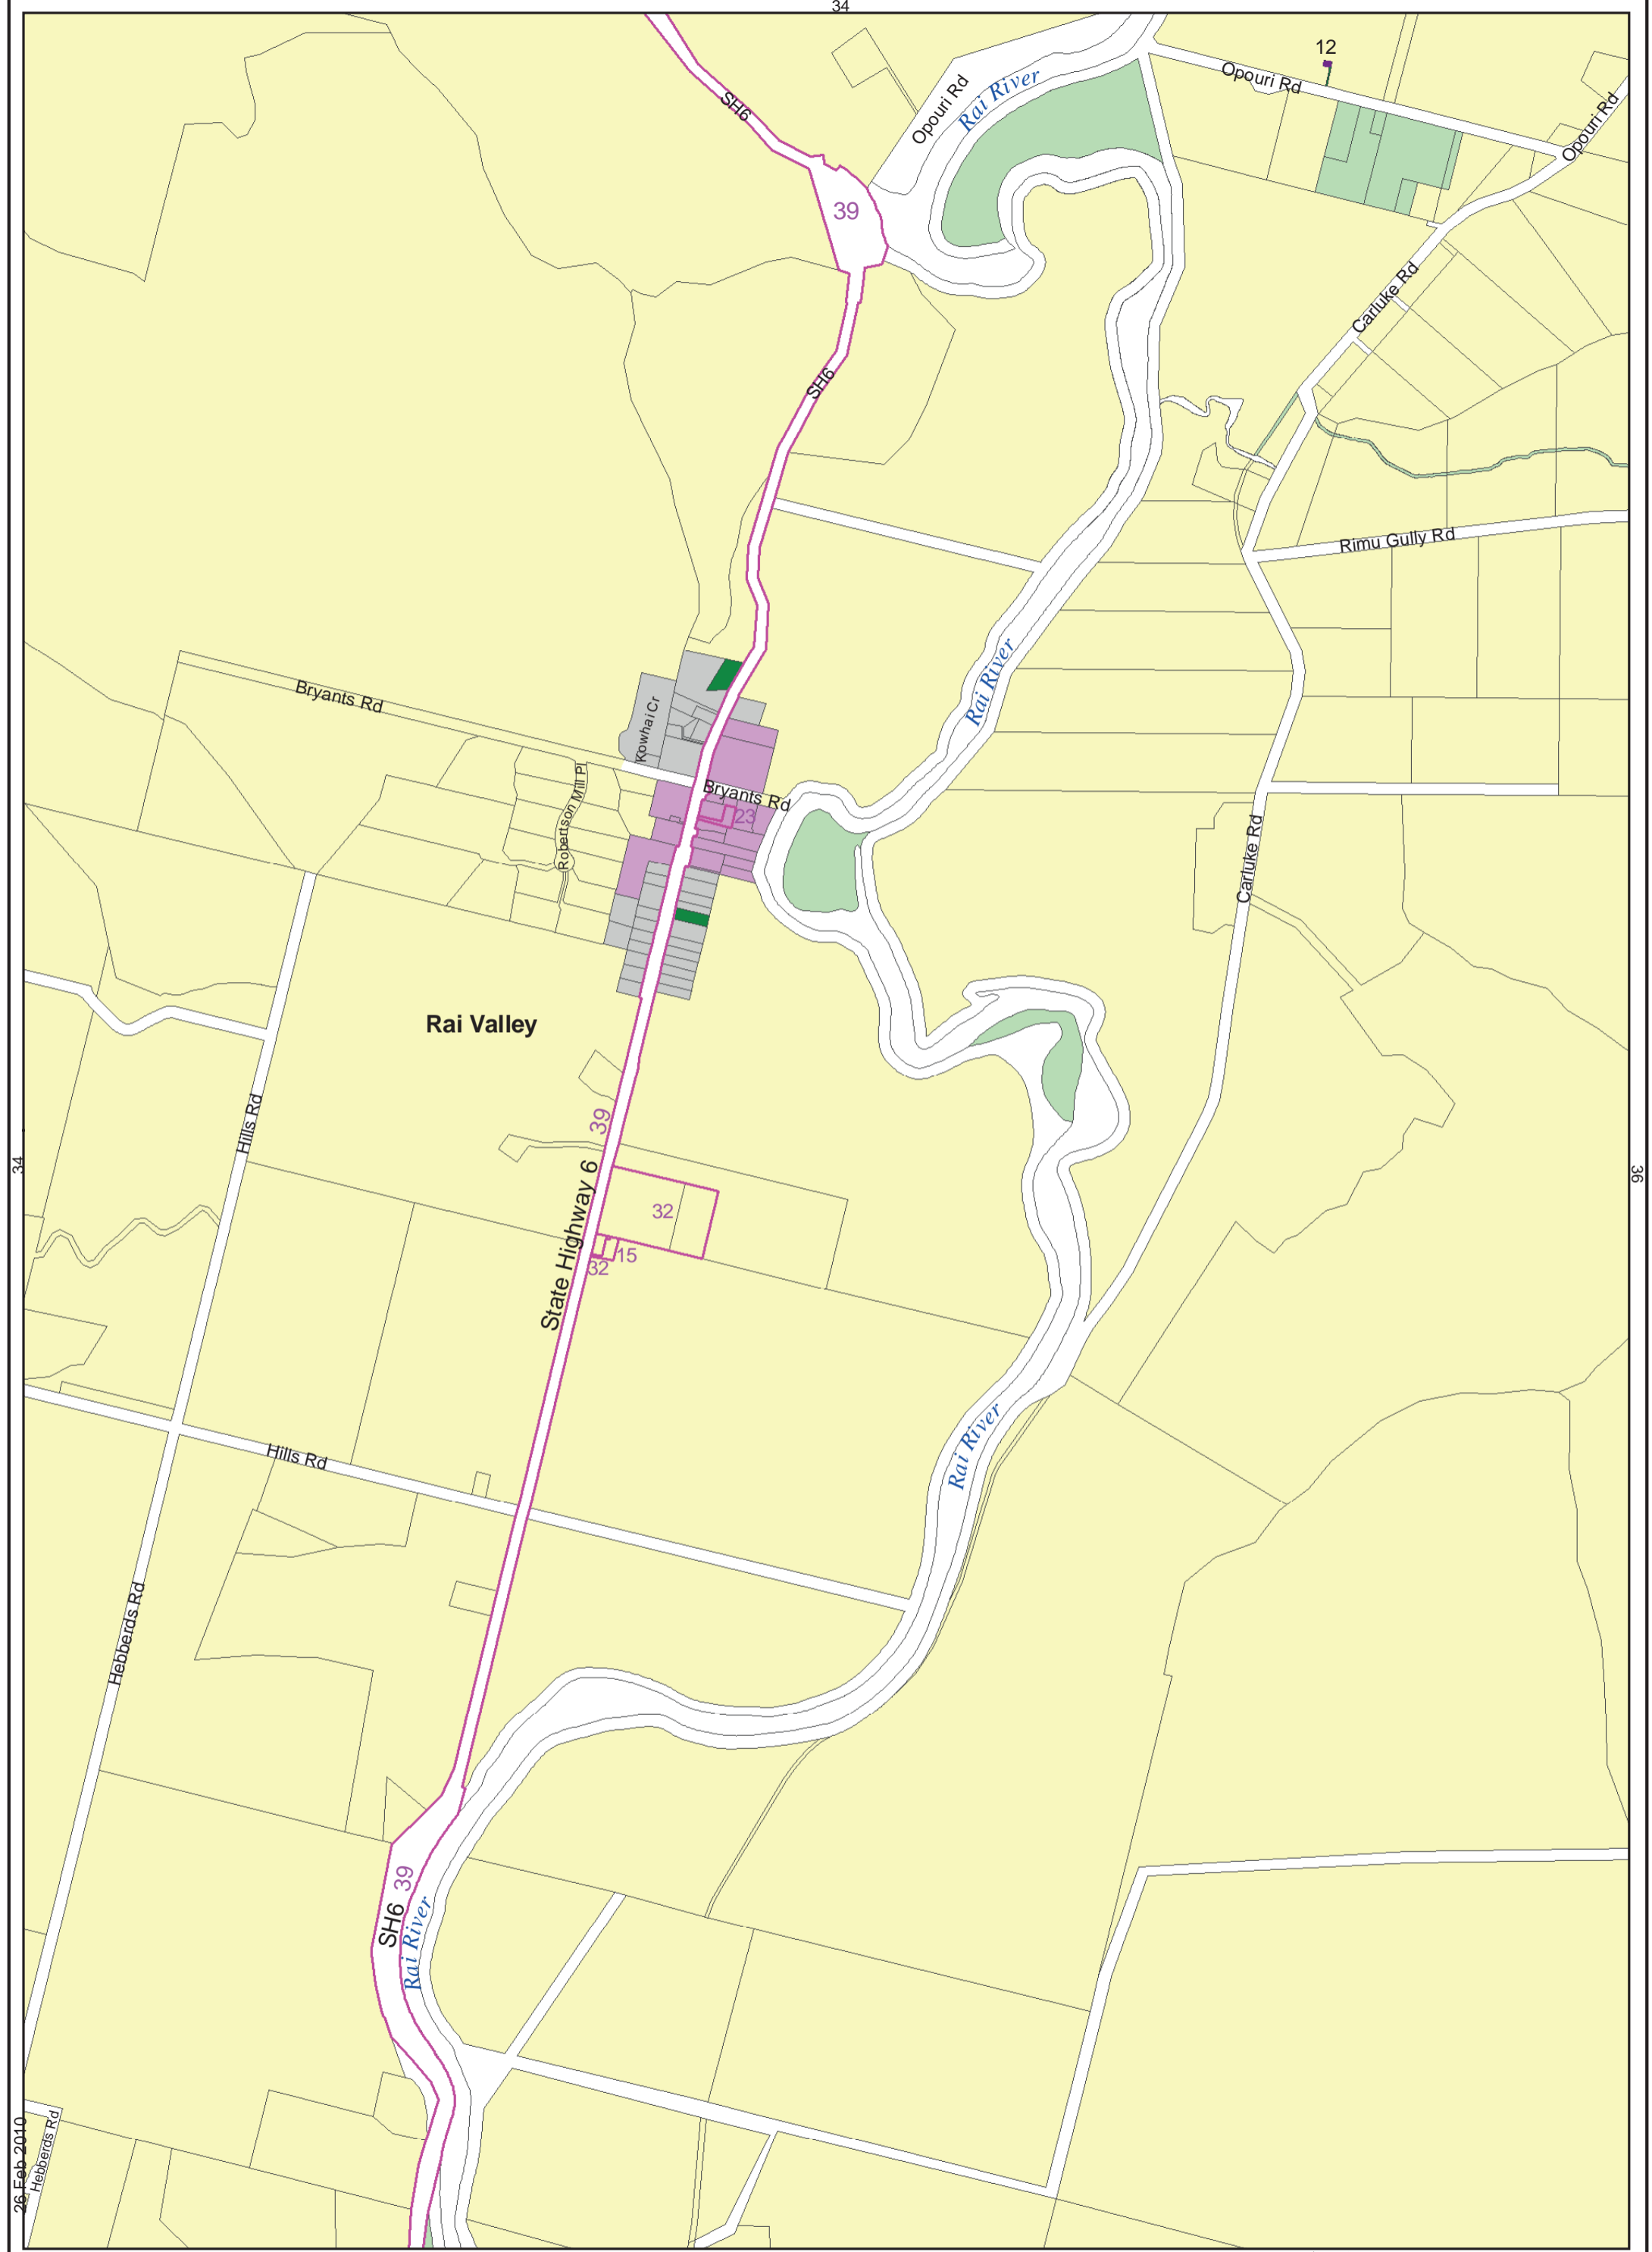 34
12
Opouri Rd
Opouri Rd
Rai River
Opouri Rd
SH6
39
Carluke Rd
SH6
Rimu Gully Rd
Rai River
Bryants Rd
Kowhai Cr
Robertson Mill Pl
Bryants Rd
23
Carluke Rd
Rai Valley
Hills Rd
39
34
36
State Highway 6
32
15
32
Rai River
Hills Rd
Hebberds Rd
39
SH6
Rai River
26 Feb 2010
Hebberds Rd